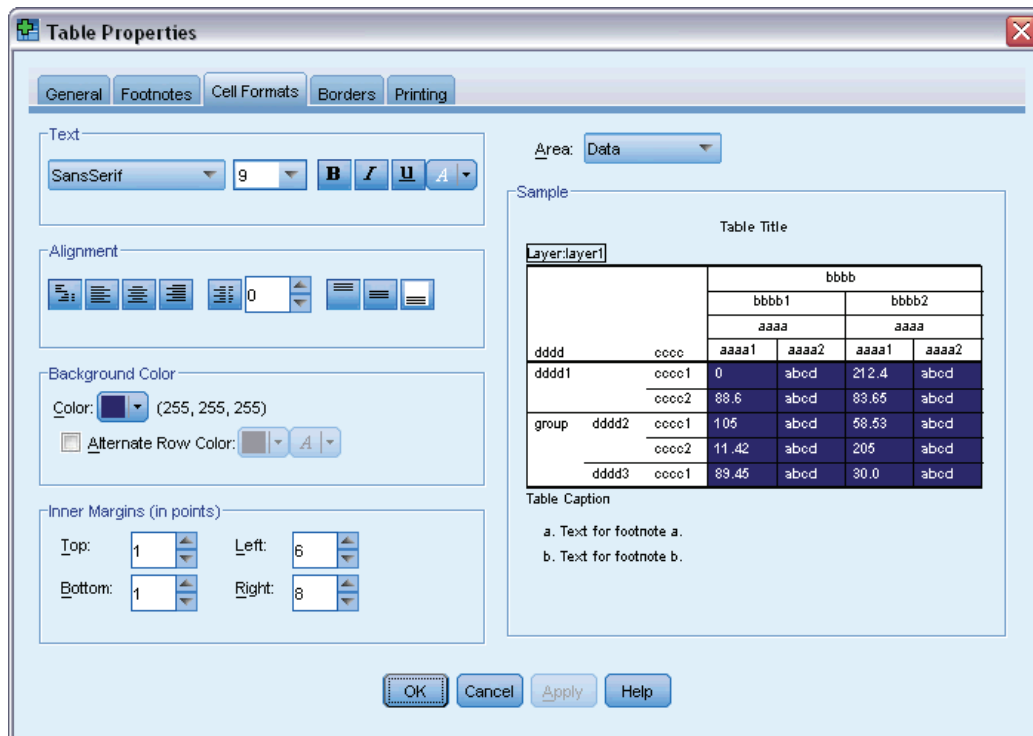 Table Properties
General Footnotes Cell Formats Borders Printing
Text
SansSerif 9 B I U A
Alignment
0
Background Color
Color: (255, 255, 255)
Alternate Row Color: A
Inner Margins (in points)
Top: 1 Left: 6
Bottom: 1 Right: 8
Area: Data
Sample
Table Title
Layer:layer1
bbbb
bbbb1 bbbb2
aaaa aaaa
dddd cccc aaaa1 aaaa2 aaaa1 aaaa2
dddd1 cccc1 0 abcd 212.4 abcd
cccc2 88.6 abcd 83.65 abcd
group dddd2 cccc1 105 abcd 58.53 abcd
cccc2 11.42 abcd 205 abcd
dddd3 cccc1 89.45 abcd 30.0 abcd
Table Caption
a. Text for footnote a.
b. Text for footnote b.
OK Cancel Apply Help